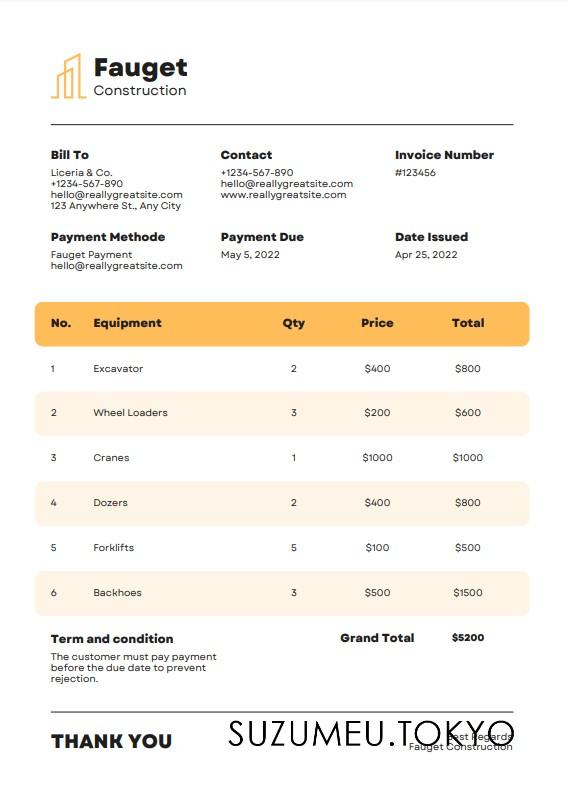 Fauget
Construction
Bill To
Liceria & Co.
+1234-567-890
hello@reallygreatsite.com
123 Anywhere St., Any City
Contact
+1234-567-890
hello@reallygreatsite.com
www.reallygreatsite.com
Invoice Number
#123456
Payment Methode
Fauget Payment
hello@reallygreatsite.com
Payment Due
May 5, 2022
Date Issued
Apr 25, 2022
No. Equipment Qty Price Total
1 Excavator 2 $400 $800
2 Wheel Loaders 3 $200 $600
3 Cranes 1 $1000 $1000
4 Dozers 2 $400 $800
5 Forklifts 5 $100 $500
6 Backhoes 3 $500 $1500
Term and condition
The customer must pay payment
before the due date to prevent
rejection.
Grand Total $5200
THANK YOU
SUZUMEU.TOKYO
Best Regards
Fauget Construction